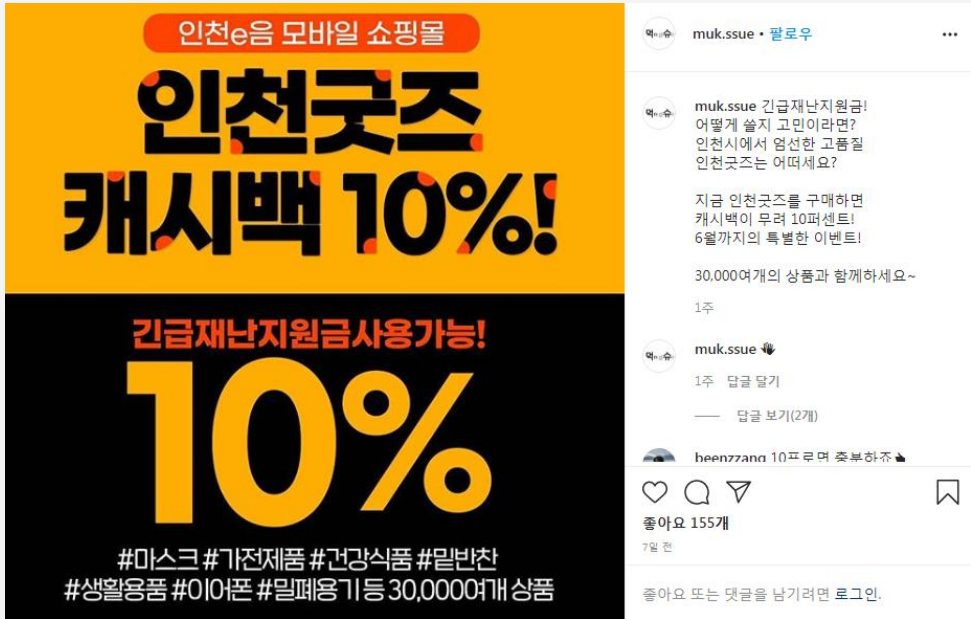 인천e음 모바일 쇼핑몰
인천굿즈
캐시백 10%!
긴급재난지원금사용가능!
10%
#마스크 #가전제품 #건강식품 #밑반찬
#생활용품 #이어폰 #밀폐용기 등 30,000여개 상품
muk.ssue • 팔로우
muk.ssue 긴급재난지원금!
어떻게 쓸지 고민이라면?
인천시에서 엄선한 고품질
인천굿즈는 어떠세요?
지금 인천굿즈를 구매하면
캐시백이 무려 10퍼센트!
6월까지의 특별한 이벤트!
30,000여개의 상품과 함께하세요~
1주
muk.ssue 👋
1주 답글 달기
답글 보기(2개)
beenzzang 10프로면 충분하죠
좋아요 155개
7일 전
좋아요 또는 댓글을 남기려면 로그인.